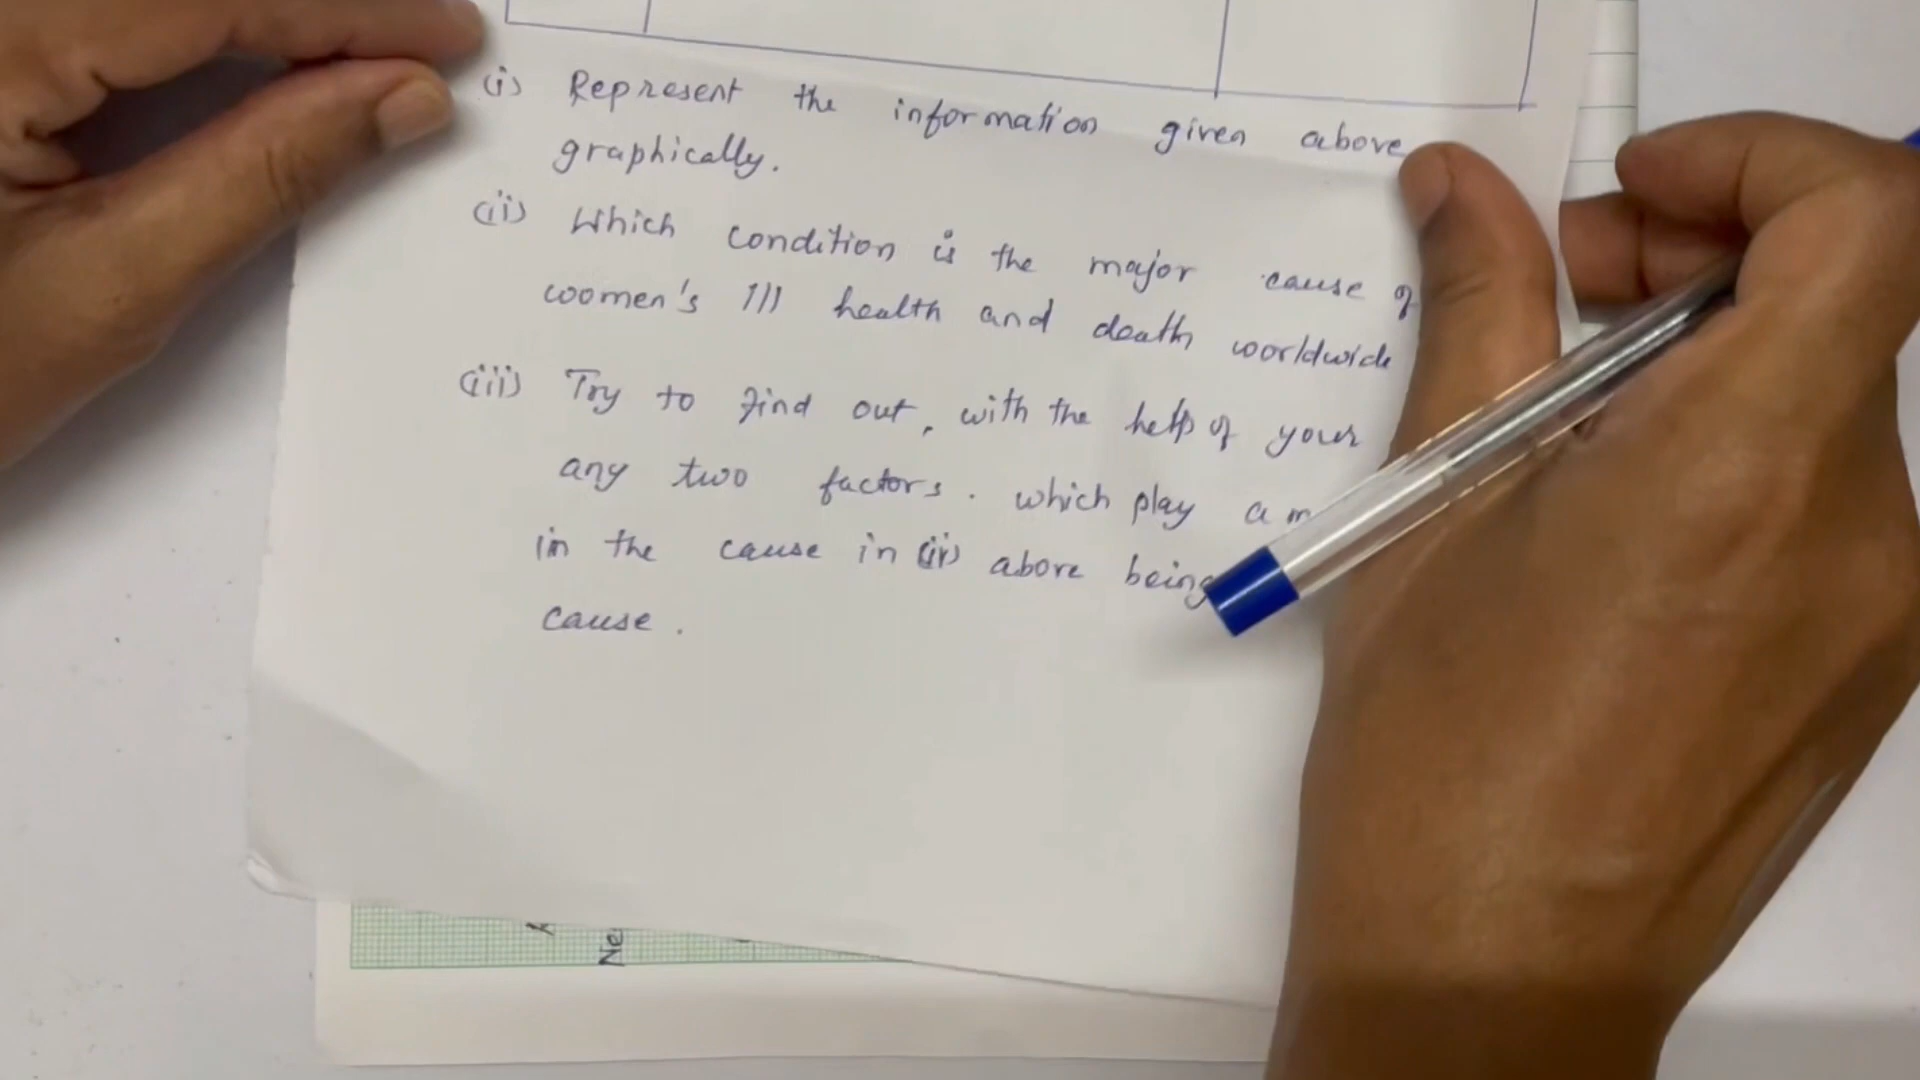 (i) Represent the information given above
graphically.
(ii) Which condition is the major cause of
women's ill health and death worldwide
(iii) Try to find out, with the help of your
any two factors. which play a m
in the cause in (ii) above being
cause.
Ne